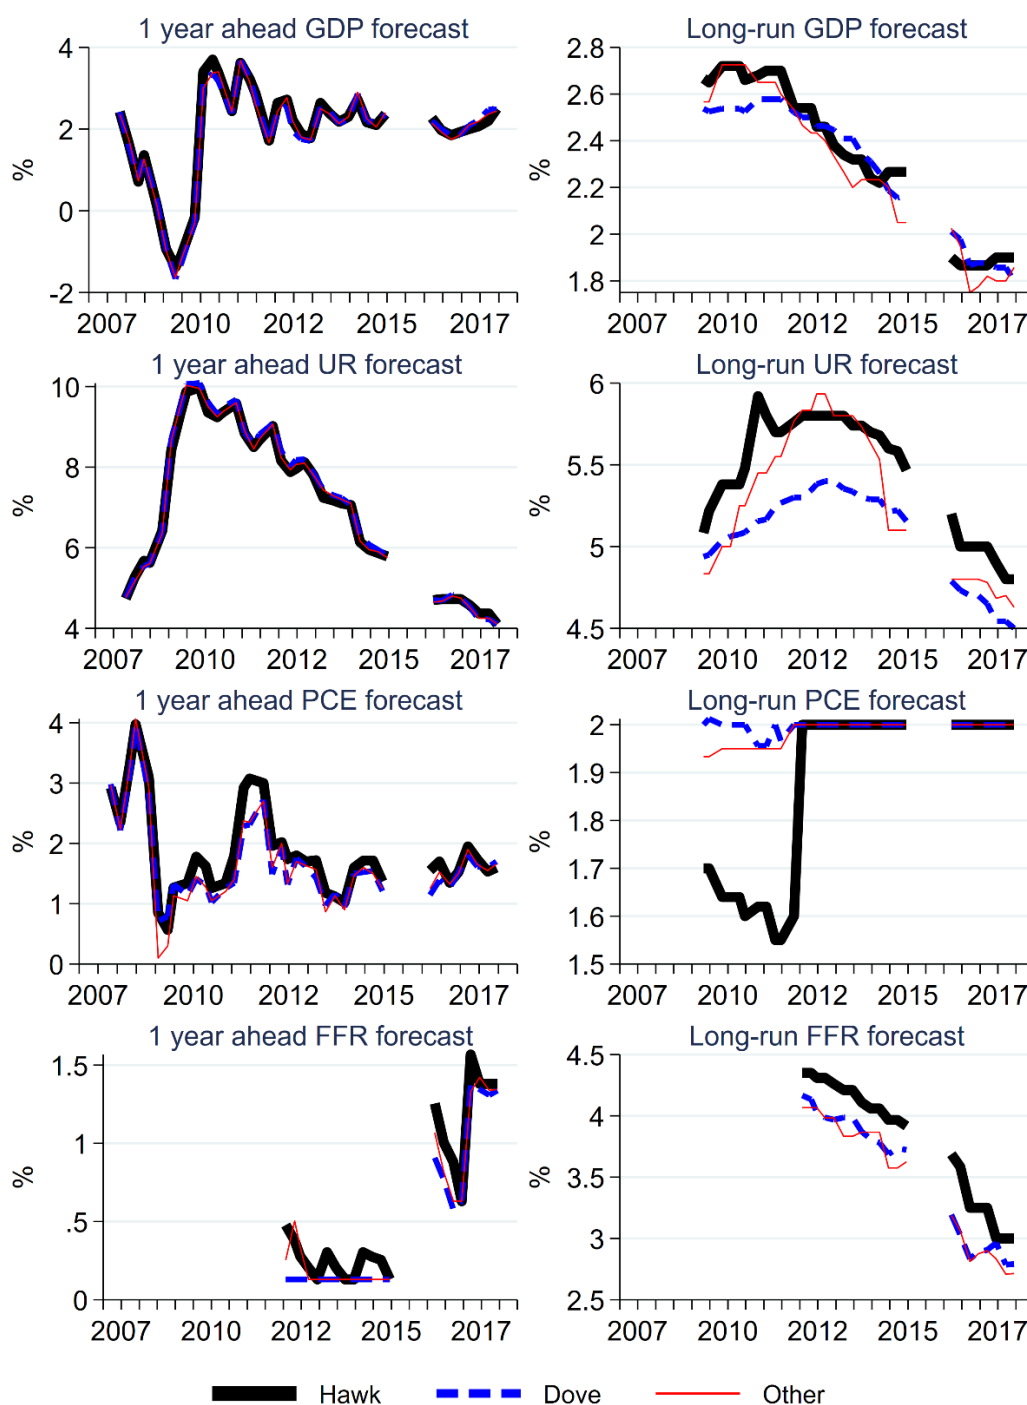 1 year ahead GDP forecast
4
2
0
-2
%
2007 2010 2012 2015 2017
Long-run GDP forecast
2.8
2.6
2.4
2.2
2
1.8
%
2007 2010 2012 2015 2017
1 year ahead UR forecast
10
8
6
4
%
2007 2010 2012 2015 2017
Long-run UR forecast
6
5.5
5
4.5
%
2007 2010 2012 2015 2017
1 year ahead PCE forecast
4
3
2
1
0
%
2007 2010 2012 2015 2017
Long-run PCE forecast
2
1.9
1.8
1.7
1.6
1.5
%
2007 2010 2012 2015 2017
1 year ahead FFR forecast
1.5
1
.5
0
%
2007 2010 2012 2015 2017
Long-run FFR forecast
4.5
4
3.5
3
2.5
%
2007 2010 2012 2015 2017
Hawk Dove Other